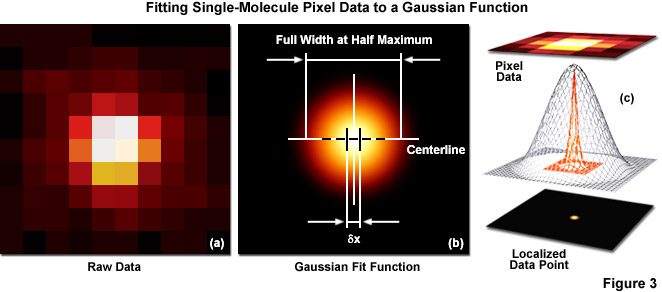 Fitting Single-Molecule Pixel Data to a Gaussian Function
(a)
Raw Data
Full Width at Half Maximum
Centerline
δx
(b)
Gaussian Fit Function
Pixel
Data
(c)
Localized
Data Point
Figure 3